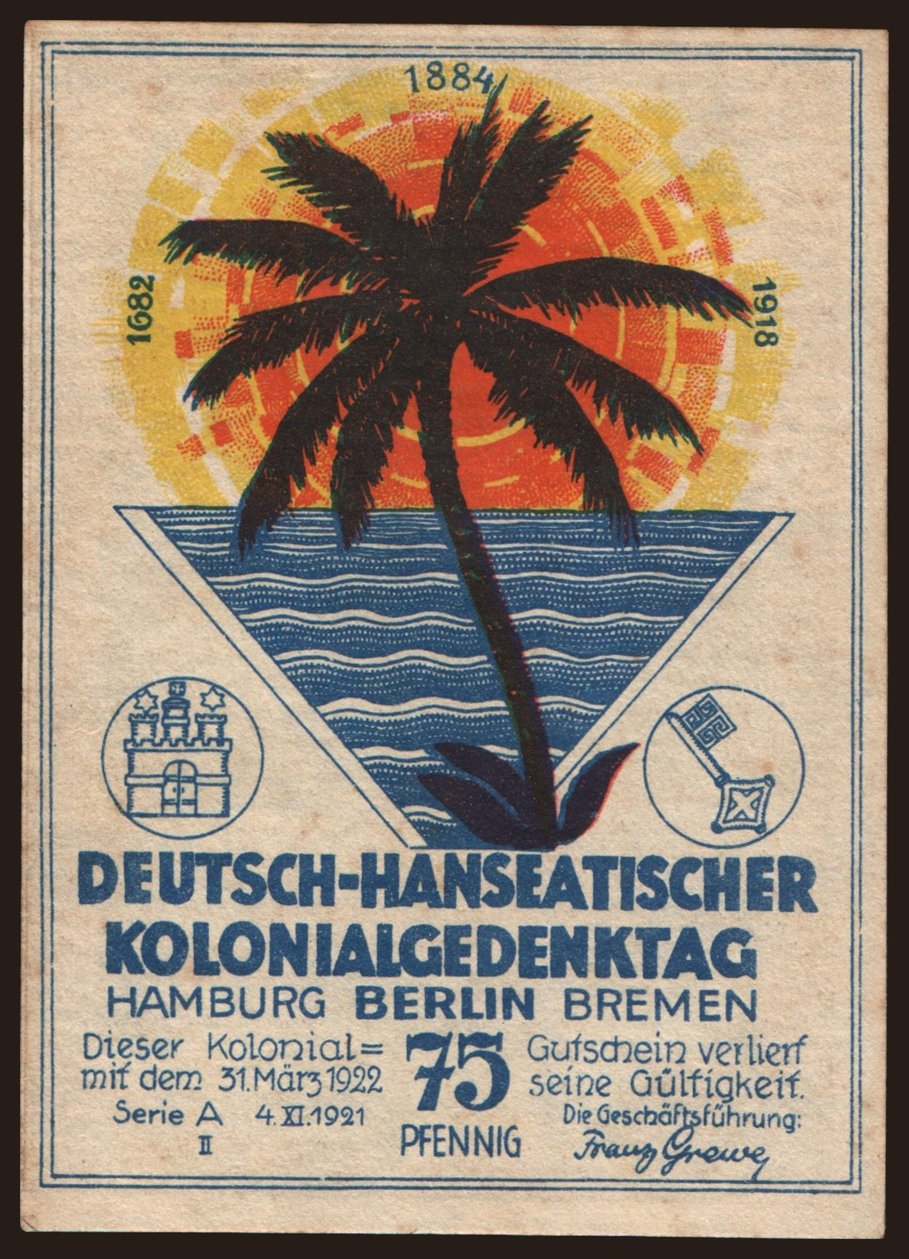 1884
1682
1918
DEUTSCH-HANSEATISCHER
KOLONIALGEDENKTAG
HAMBURG BERLIN BREMEN
Dieser Kolonial= 75 Gutschein verliert
mit dem 31. März 1922 seine Gültigkeit.
Serie A 4. XI. 1921 Die Geschäftsführung:
II PFENNIG Franz Grewe